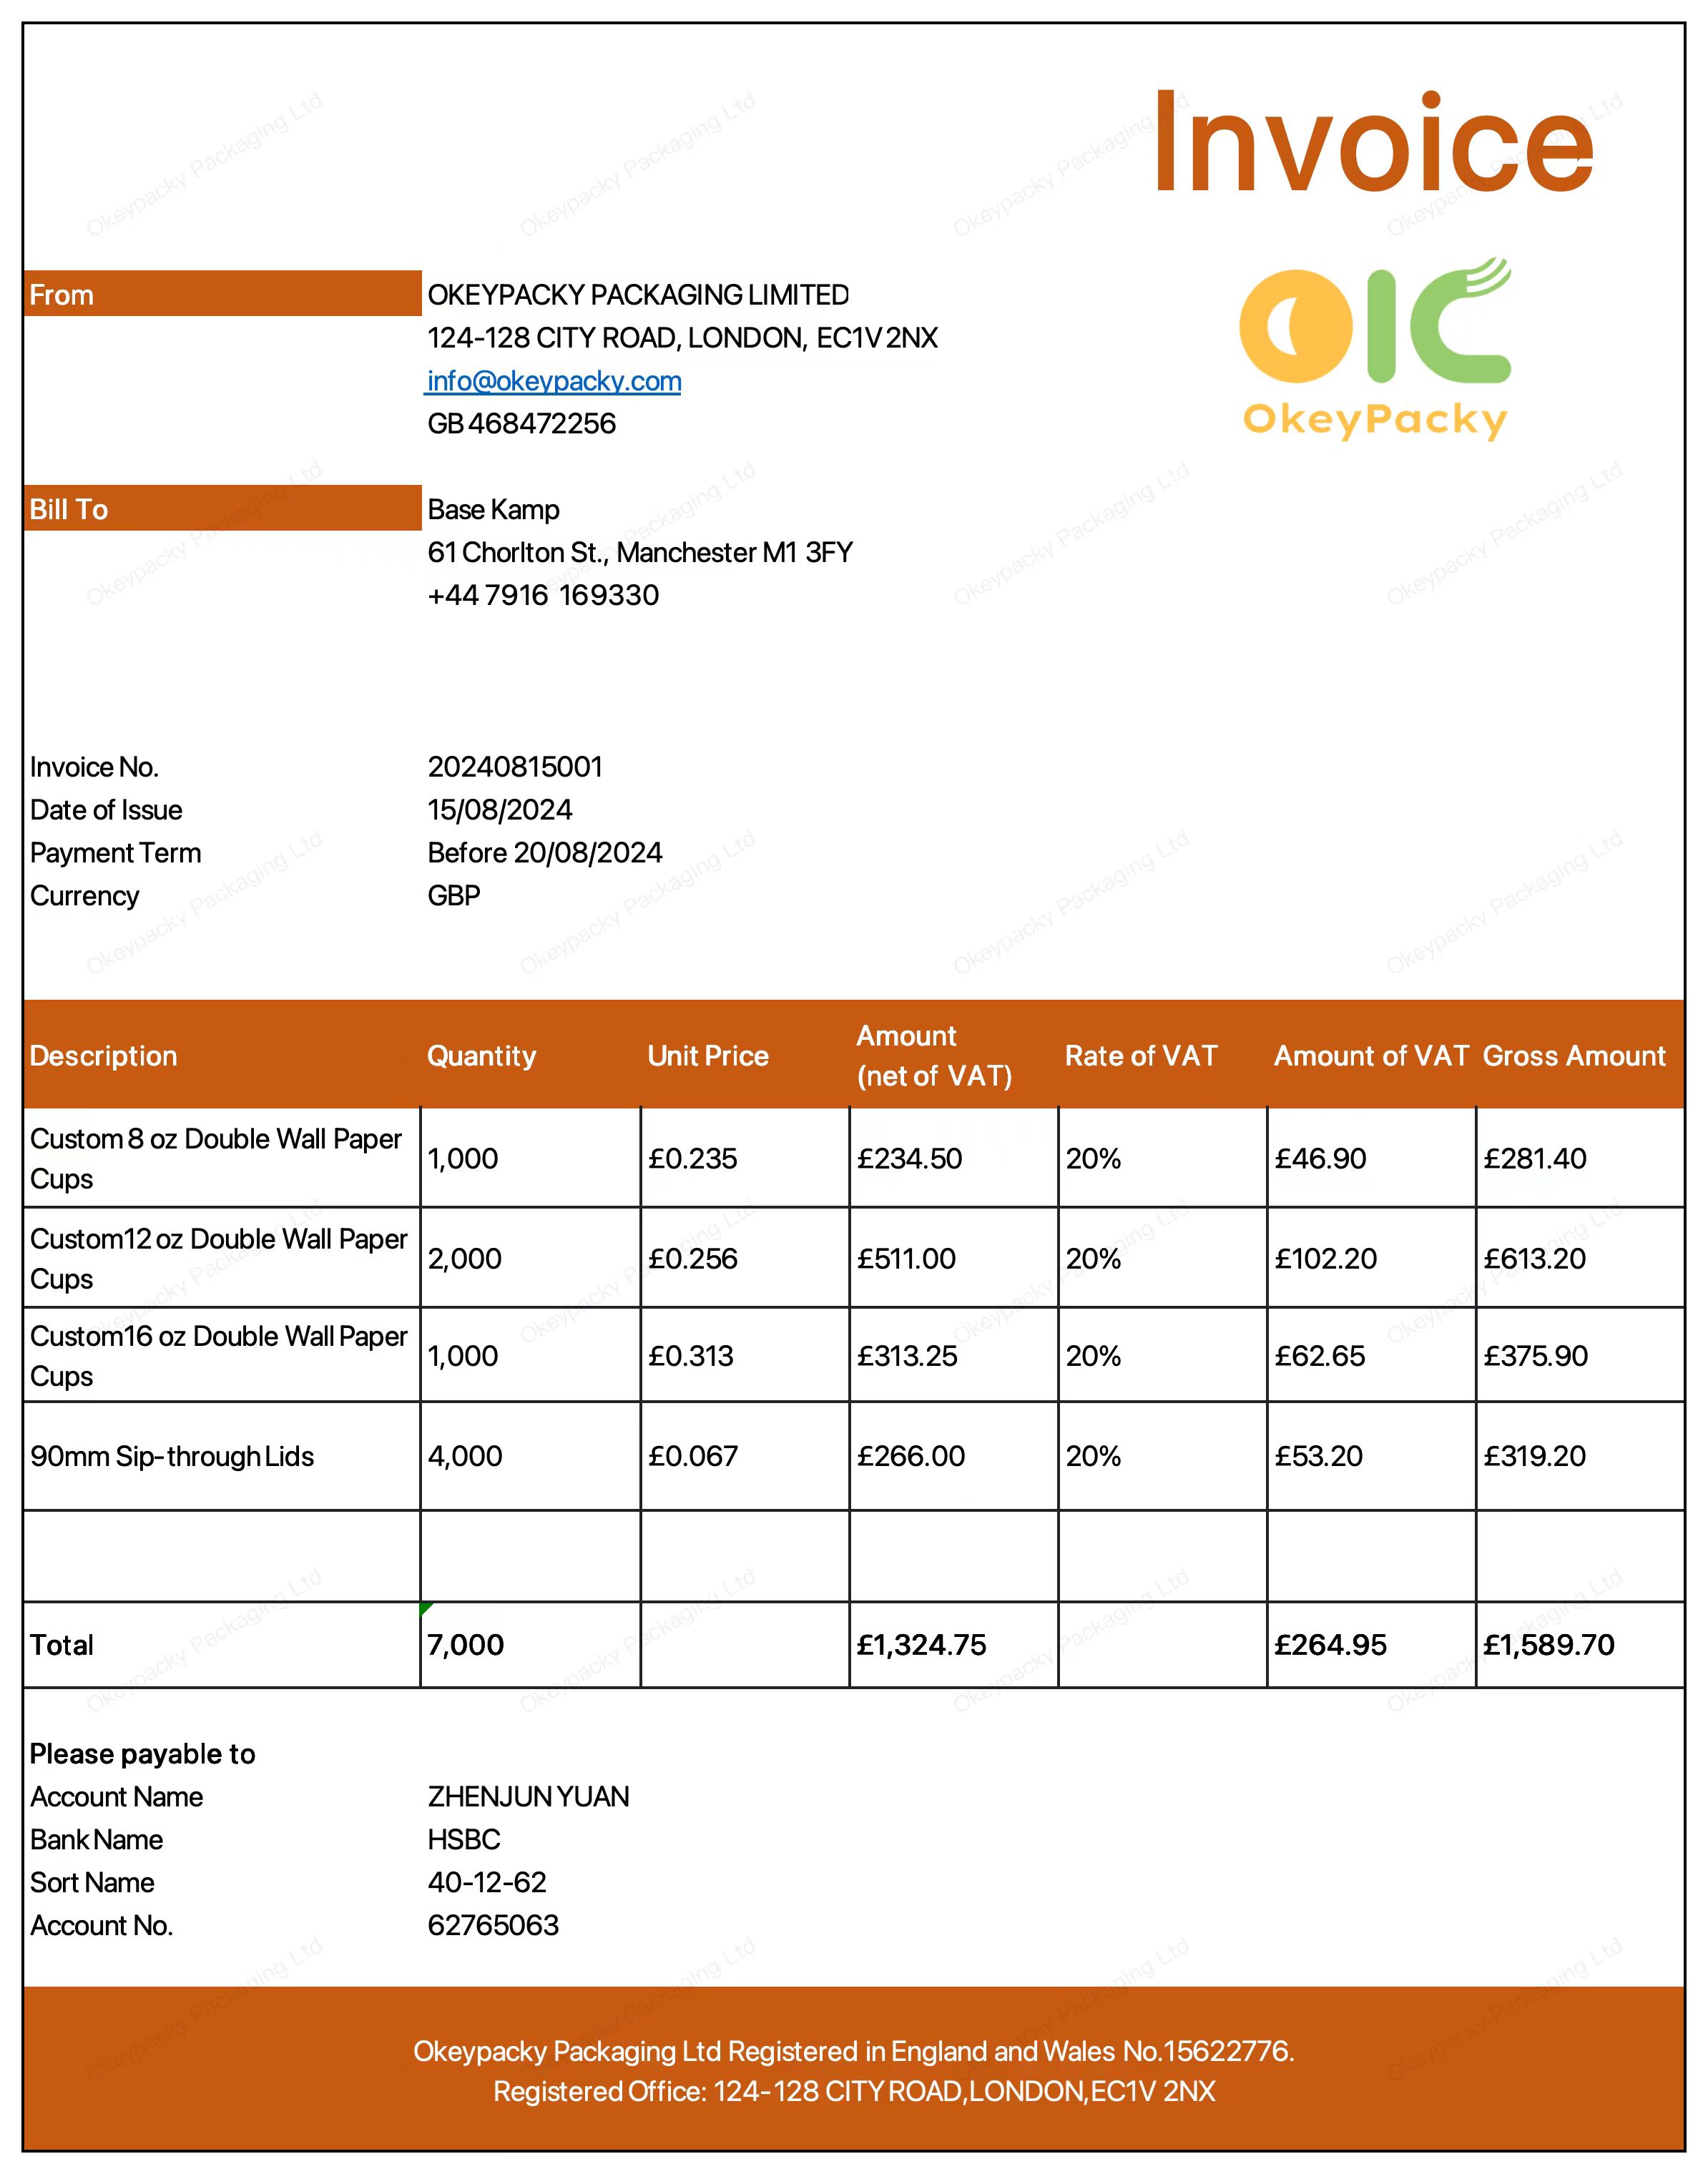 Invoice
OIC
OkeyPacky
From
OKEYPACKY PACKAGING LIMITED
124-128 CITY ROAD, LONDON, EC1V 2NX
info@okeypacky.com
GB 468472256
Bill To
Base Kamp
61 Chorlton St., Manchester M1 3FY
+44 7916 169330
Invoice No. 20240815001
Date of Issue 15/08/2024
Payment Term Before 20/08/2024
Currency GBP
Description Quantity Unit Price Amount (net of VAT) Rate of VAT Amount of VAT Gross Amount
Custom 8 oz Double Wall Paper Cups 1,000 £0.235 £234.50 20% £46.90 £281.40
Custom12 oz Double Wall Paper Cups 2,000 £0.256 £511.00 20% £102.20 £613.20
Custom16 oz Double Wall Paper Cups 1,000 £0.313 £313.25 20% £62.65 £375.90
90mm Sip-through Lids 4,000 £0.067 £266.00 20% £53.20 £319.20
Total 7,000 £1,324.75 £264.95 £1,589.70
Please payable to
Account Name ZHENJUN YUAN
Bank Name HSBC
Sort Name 40-12-62
Account No. 62765063
Okeypacky Packaging Ltd Registered in England and Wales No.15622776.
Registered Office: 124-128 CITY ROAD,LONDON,EC1V 2NX
Okeypacky Packaging Ltd